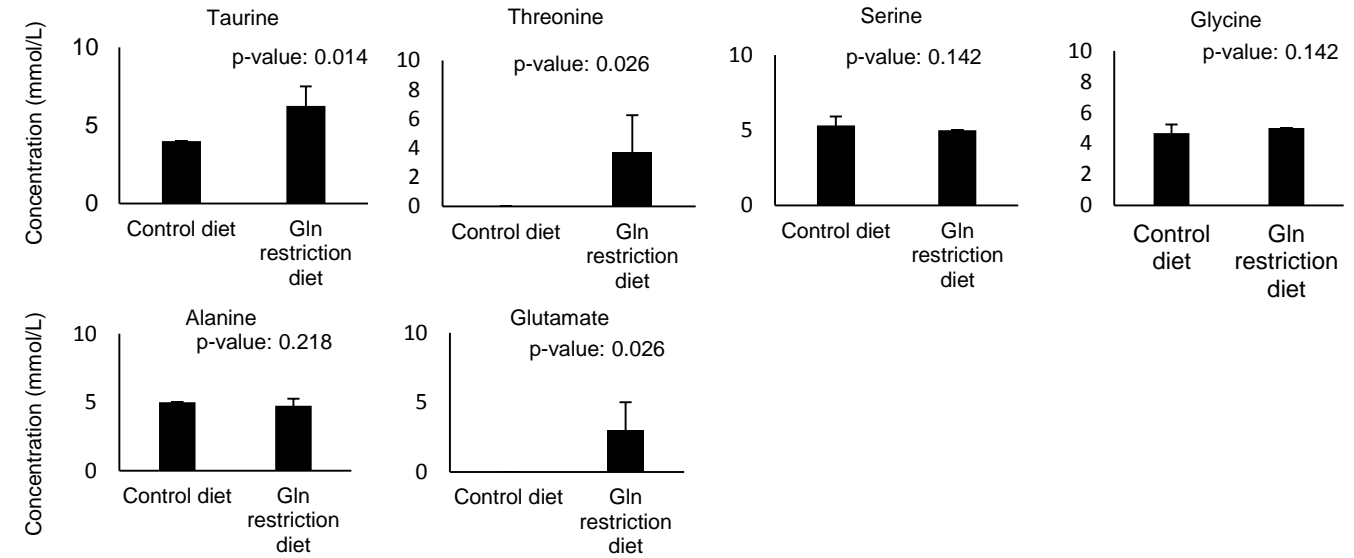 Taurine
Concentration (mmol/L)
p-value: 0.014
10
5
0
Control diet
Gln
restriction
diet
Threonine
p-value: 0.026
10
8
6
4
2
0
Control diet
Gln
restriction
diet
Serine
p-value: 0.142
10
5
0
Control diet
Gln
restriction
diet
Glycine
p-value: 0.142
10
8
6
4
2
0
Control
diet
Gln
restriction
diet
Alanine
Concentration (mmol/L)
p-value: 0.218
10
5
0
Control diet
Gln
restriction
diet
Glutamate
p-value: 0.026
10
5
0
Control diet
Gln
restriction
diet